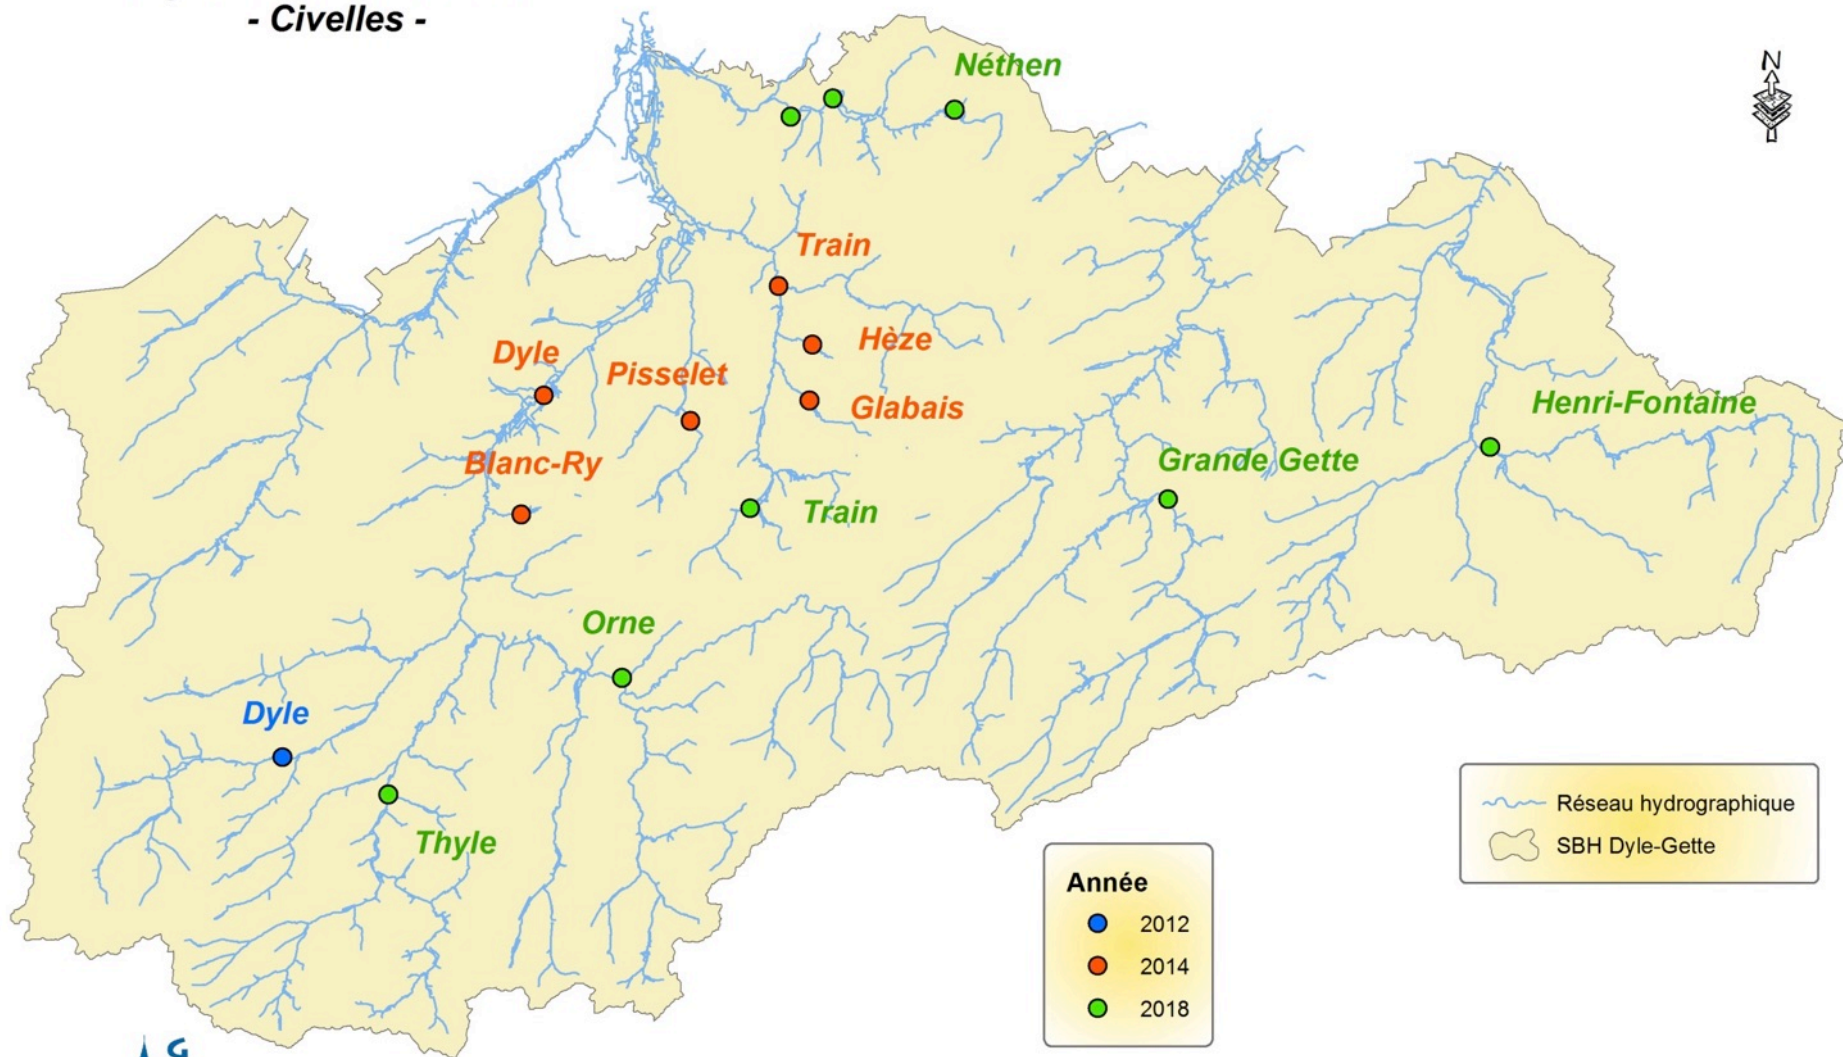 - Civelles -
Néthen
N
Train
Hèze
Dyle
Pisselet
Glabais
Henri-Fontaine
Blanc-Ry
Grande Gette
Train
Orne
Dyle
Thyle
Réseau hydrographique
SBH Dyle-Gette
Année
2012
2014
2018